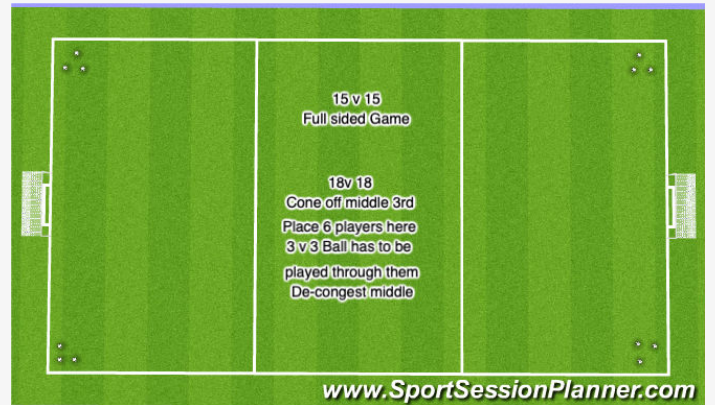 15 v 15
Full sided Game
18v 18
Cone off middle 3rd
Place 6 players here
3 v 3 Ball has to be
played through them
De-congest middle
www.SportSessionPlanner.com